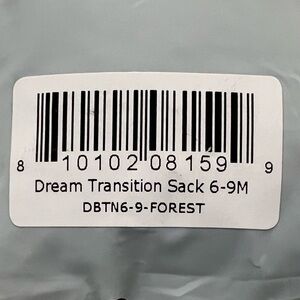 8 10102 08159 9
Dream Transition Sack 6-9M
DBTN6-9-FOREST